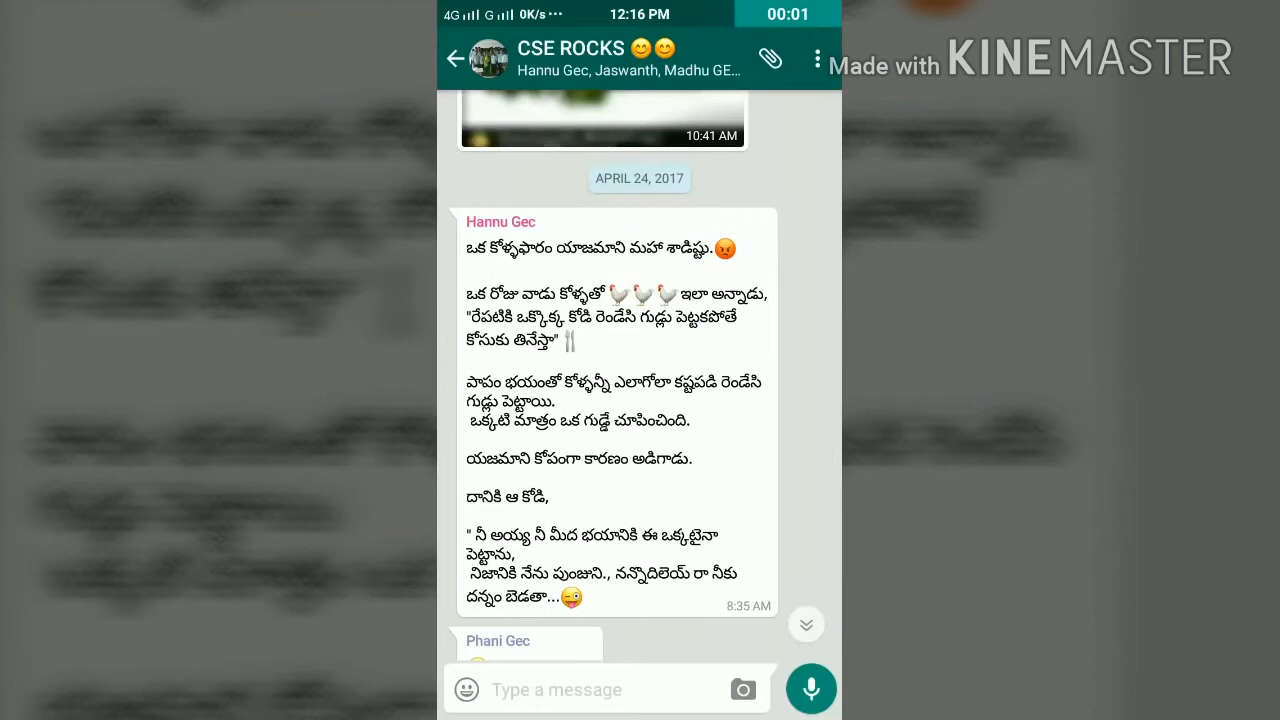 4G G 0K/s ... 12:16 PM 00:01
CSE ROCKS 😊😊
Hannu Gec, Jaswanth, Madhu GE...
Made with KINEMASTER
10:41 AM
APRIL 24, 2017
Hannu Gec
ఒక కోళ్ళఫారం యాజమాని మహా శాడిష్టు.😡
ఒక రోజు వాడు కోళ్ళతో 🐓🐓🐓 ఇలా అన్నాడు,
"రేపటికి ఒక్కొక్క కోడి రెండేసి గుడ్లు పెట్టకపోతే
కోసుకు తినేస్తా" 🍴
పాపం భయంతో కోళ్ళన్నీ ఎలాగోలా కష్టపడి రెండేసి
గుడ్లు పెట్టాయి.
ఒక్కటి మాత్రం ఒక గుడ్డే చూపించింది.
యజమాని కోపంగా కారణం అడిగాడు.
దానికి ఆ కోడి,
" నీ అయ్య నీ మీద భయానికి ఈ ఒక్కటైనా
పెట్టాను,
నిజానికి నేను పుంజుని., నన్నొదిలెయ్ రా నీకు
దన్నం బెడతా...😜
8:35 AM
Phani Gec
Type a message